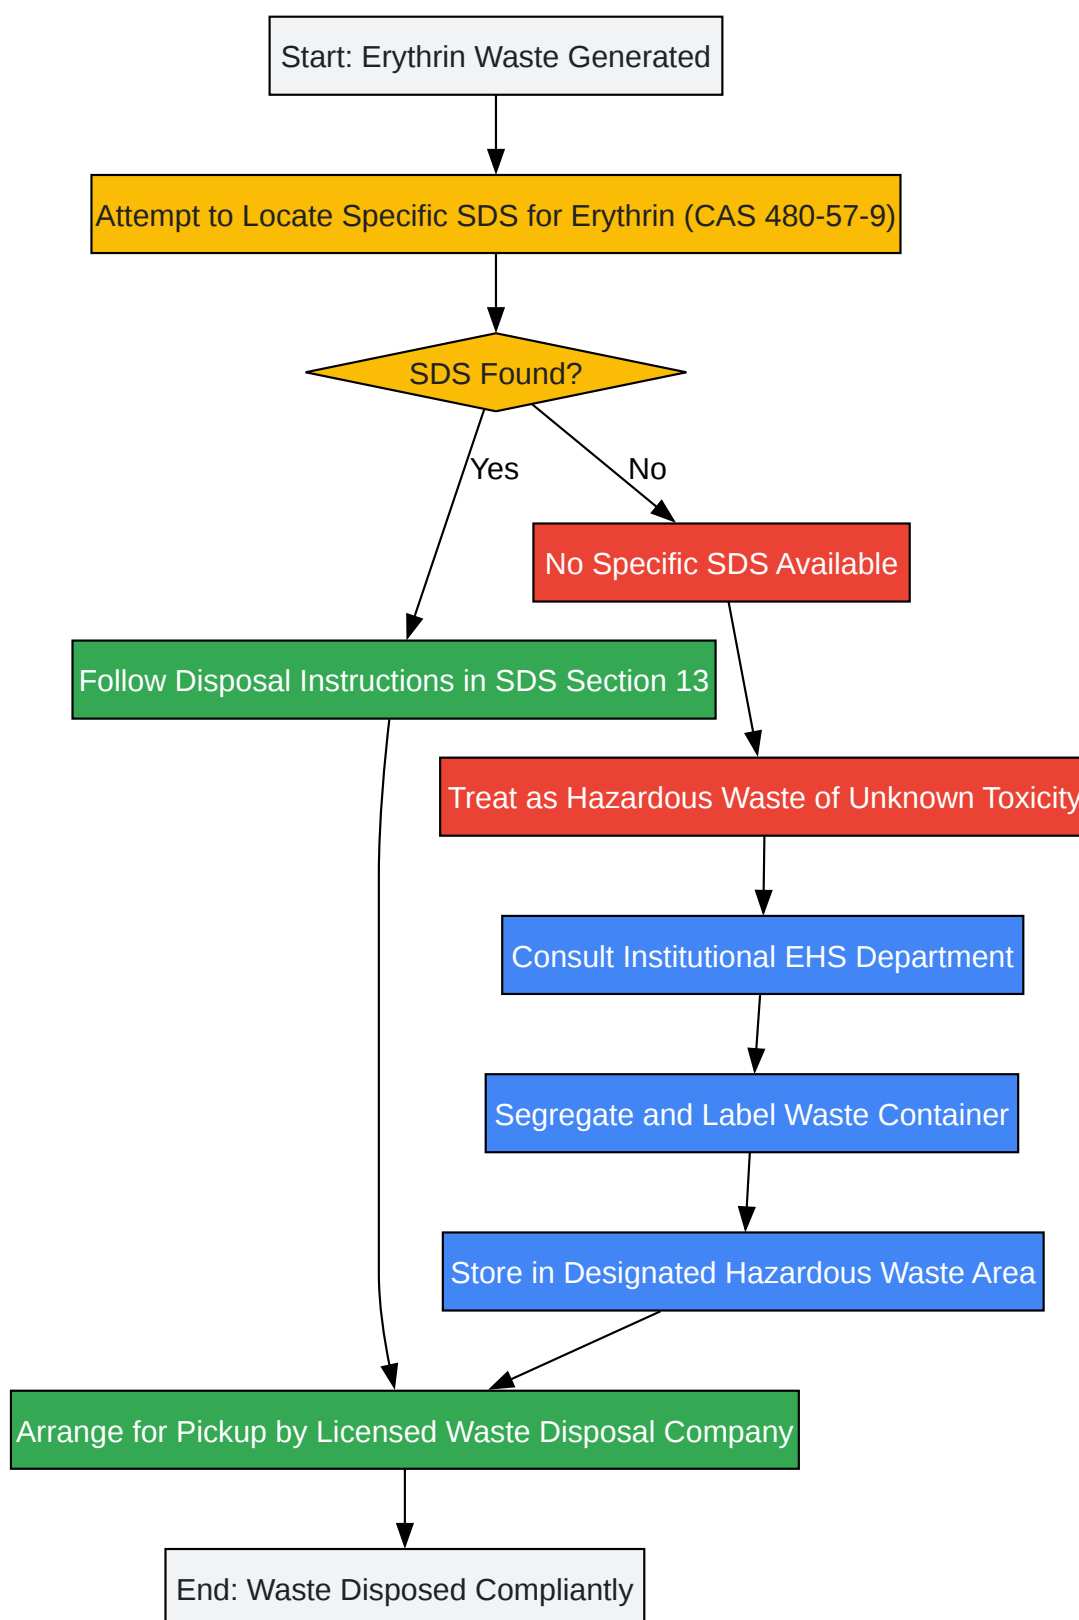 Start: Erythrin Waste Generated
Attempt to Locate Specific SDS for Erythrin (CAS 480-57-9)
SDS Found?
Yes
No
No Specific SDS Available
Follow Disposal Instructions in SDS Section 13
Treat as Hazardous Waste of Unknown Toxicity
Consult Institutional EHS Department
Segregate and Label Waste Container
Store in Designated Hazardous Waste Area
Arrange for Pickup by Licensed Waste Disposal Company
End: Waste Disposed Compliantly